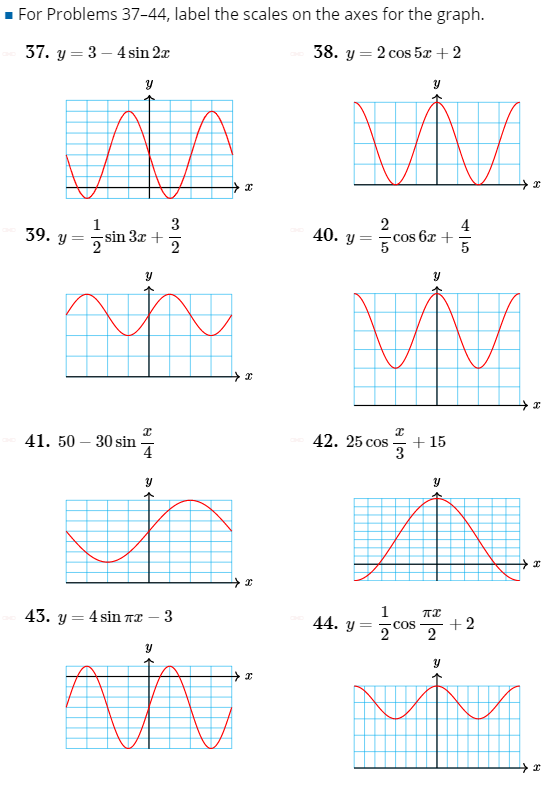 ▪ For Problems 37–44, label the scales on the axes for the graph.
37. y = 3 − 4 sin 2x
38. y = 2 cos 5x + 2
y
x
y
x
39. y = 1/2 sin 3x + 3/2
40. y = 2/5 cos 6x + 4/5
y
x
y
x
41. 50 − 30 sin x/4
42. 25 cos x/3 + 15
y
x
y
x
43. y = 4 sin πx − 3
44. y = 1/2 cos πx/2 + 2
y
x
y
x